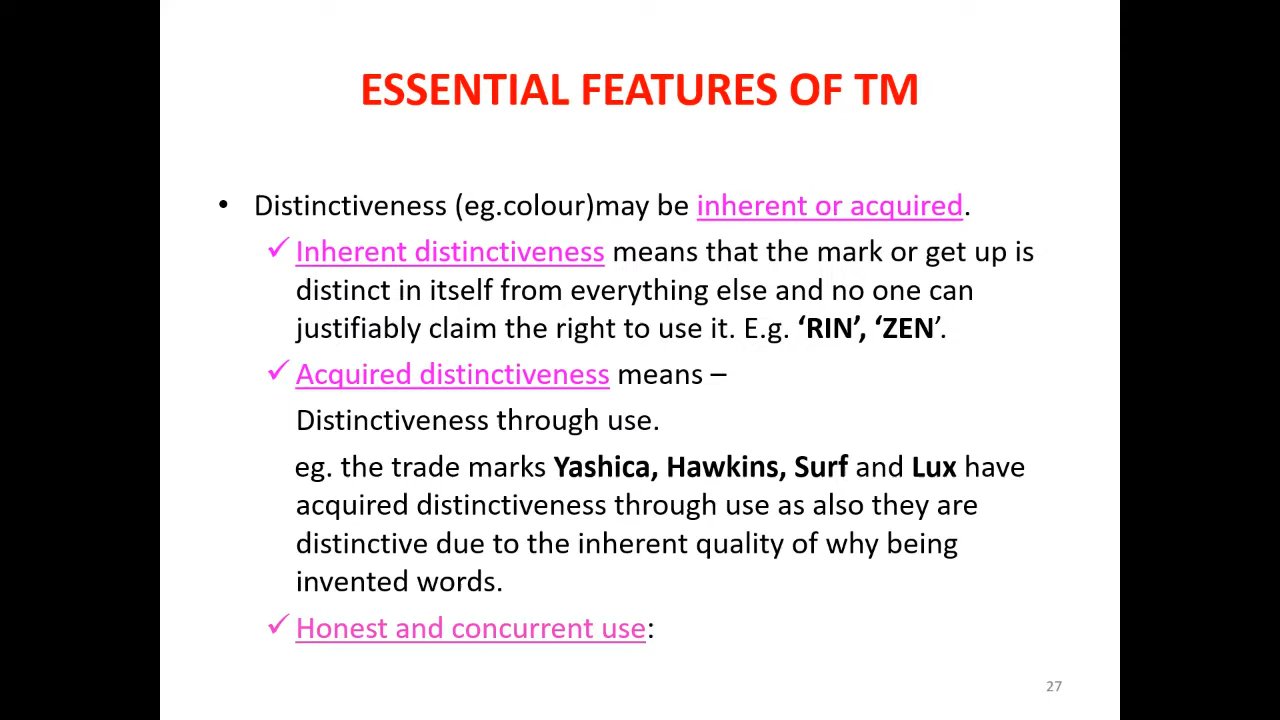 ESSENTIAL FEATURES OF TM
• Distinctiveness (eg.colour)may be inherent or acquired.
✓ Inherent distinctiveness means that the mark or get up is
distinct in itself from everything else and no one can
justifiably claim the right to use it. E.g. ‘RIN’, ‘ZEN’.
✓ Acquired distinctiveness means –
Distinctiveness through use.
eg. the trade marks Yashica, Hawkins, Surf and Lux have
acquired distinctiveness through use as also they are
distinctive due to the inherent quality of why being
invented words.
✓ Honest and concurrent use:
27